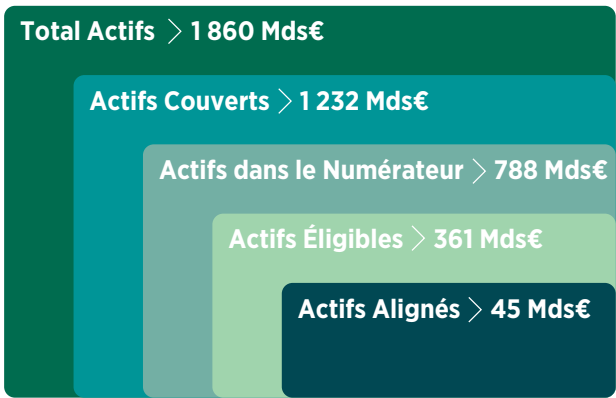 Total Actifs > 1 860 Mds€
Actifs Couverts > 1 232 Mds€
Actifs dans le Numérateur > 788 Mds€
Actifs Éligibles > 361 Mds€
Actifs Alignés > 45 Mds€